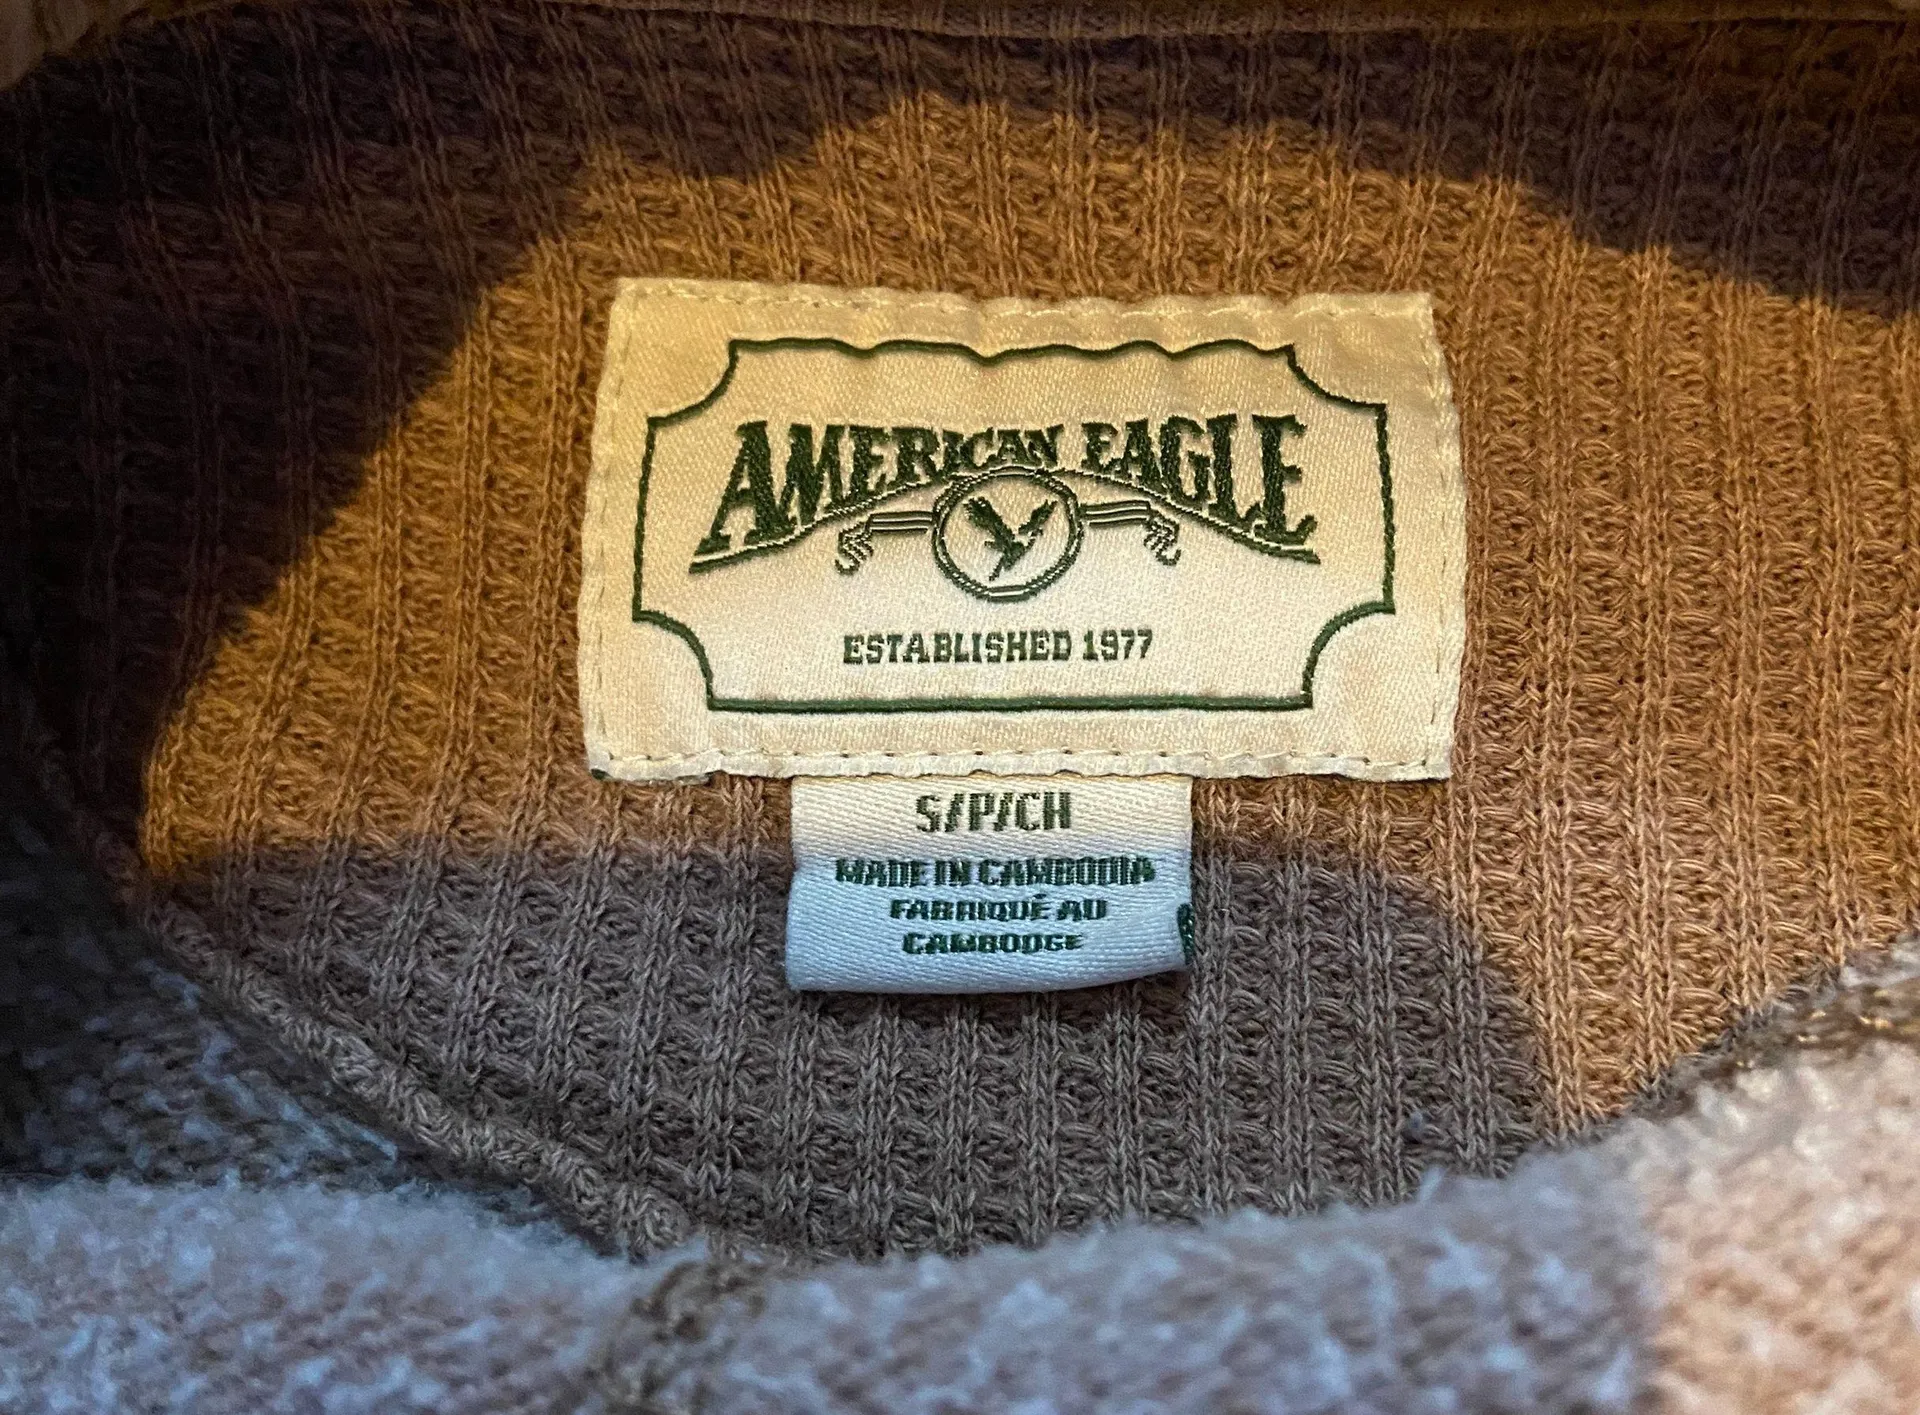 AMERICAN EAGLE
ESTABLISHED 1977
S/P/CH
MADE IN CAMBODIA
FABRIQUÉ AU
CAMBODGE